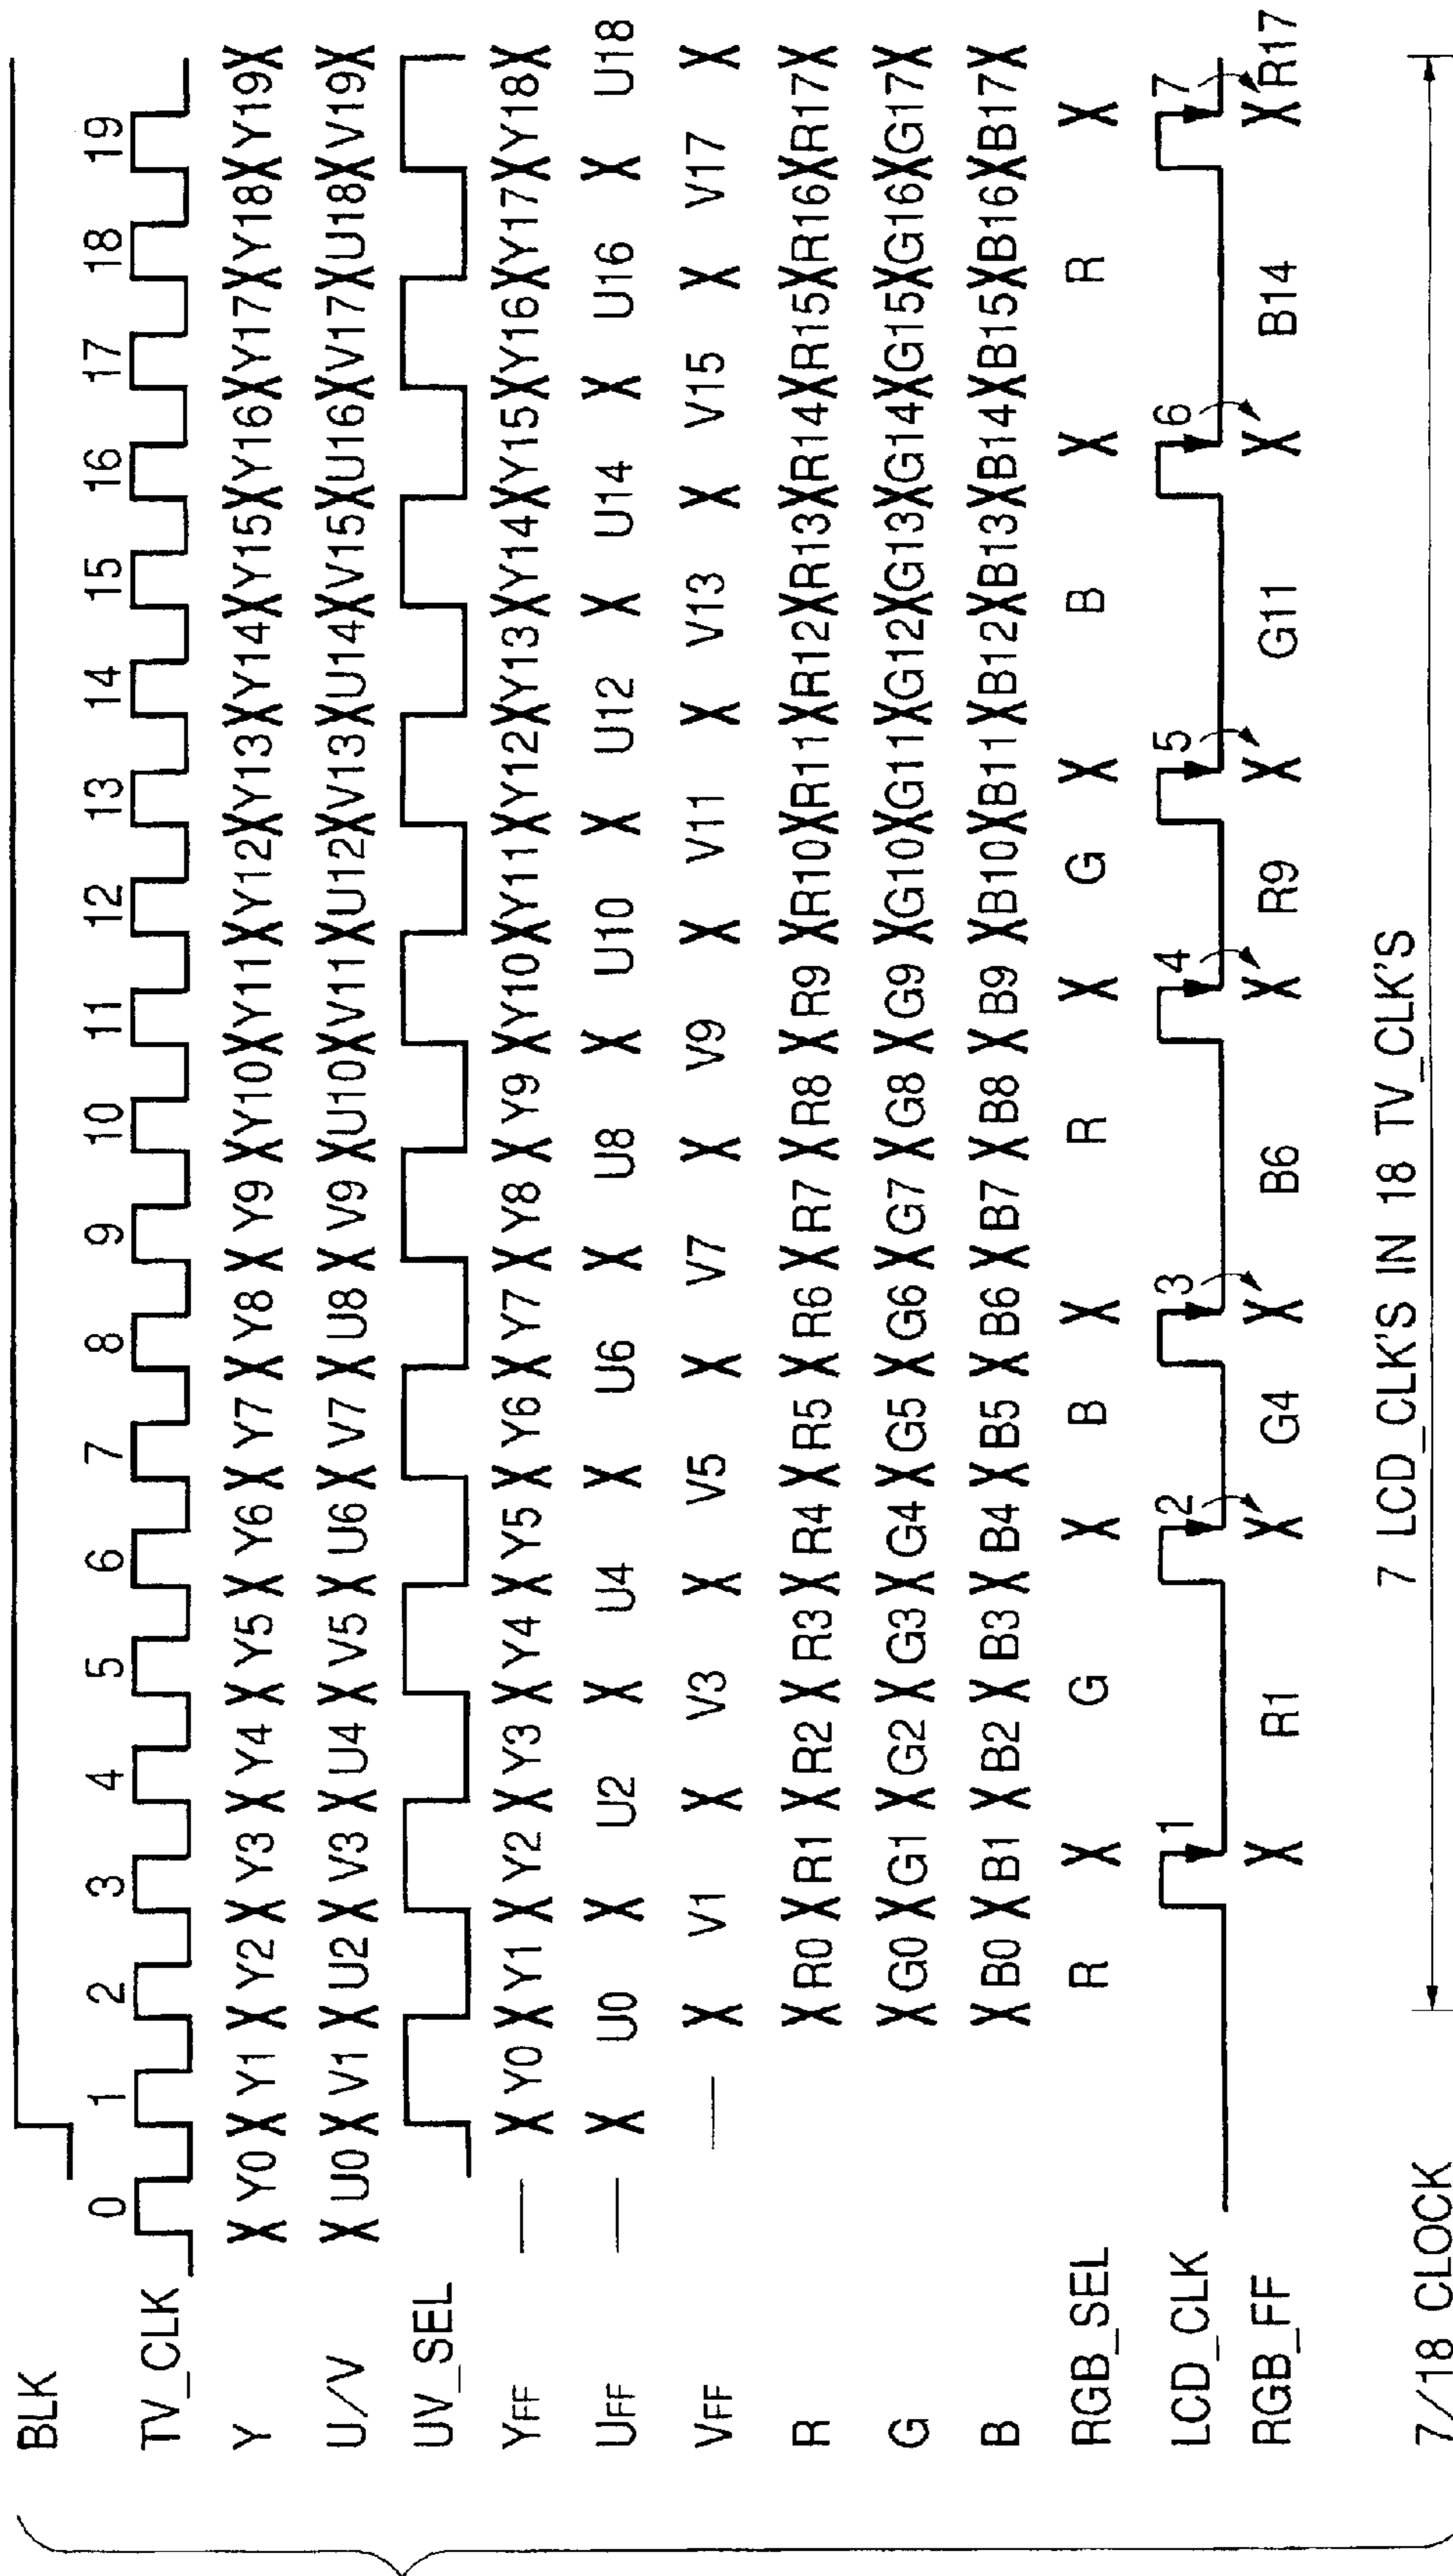 BLK
TV_CLK 0 1 2 3 4 5 6 7 8 9 10 11 12 13 14 15 16 17 18 19
Y Y0 Y1 Y2 Y3 Y4 Y5 Y6 Y7 Y8 Y9 Y10 Y11 Y12 Y13 Y14 Y15 Y16 Y17 Y18 Y19
U/V U0 V1 U2 V3 U4 V5 U6 V7 U8 V9 U10 V11 U12 V13 U14 V15 U16 V17 U18 V19
UV_SEL
YFF — Y0 Y1 Y2 Y3 Y4 Y5 Y6 Y7 Y8 Y9 Y10 Y11 Y12 Y13 Y14 Y15 Y16 Y17 Y18
UFF — U0 U2 U4 U6 U8 U10 U12 U14 U16 U18
VFF — V1 V3 V5 V7 V9 V11 V13 V15 V17
R R0 R1 R2 R3 R4 R5 R6 R7 R8 R9 R10 R11 R12 R13 R14 R15 R16 R17
G G0 G1 G2 G3 G4 G5 G6 G7 G8 G9 G10 G11 G12 G13 G14 G15 G16 G17
B B0 B1 B2 B3 B4 B5 B6 B7 B8 B9 B10 B11 B12 B13 B14 B15 B16 B17
RGB_SEL R G B R G B R
LCD_CLK 1 2 3 4 5 6 7
RGB_FF R1 G4 B6 R9 G11 B14 R17
7/18 CLOCK 7 LCD_CLK'S IN 18 TV_CLK'S